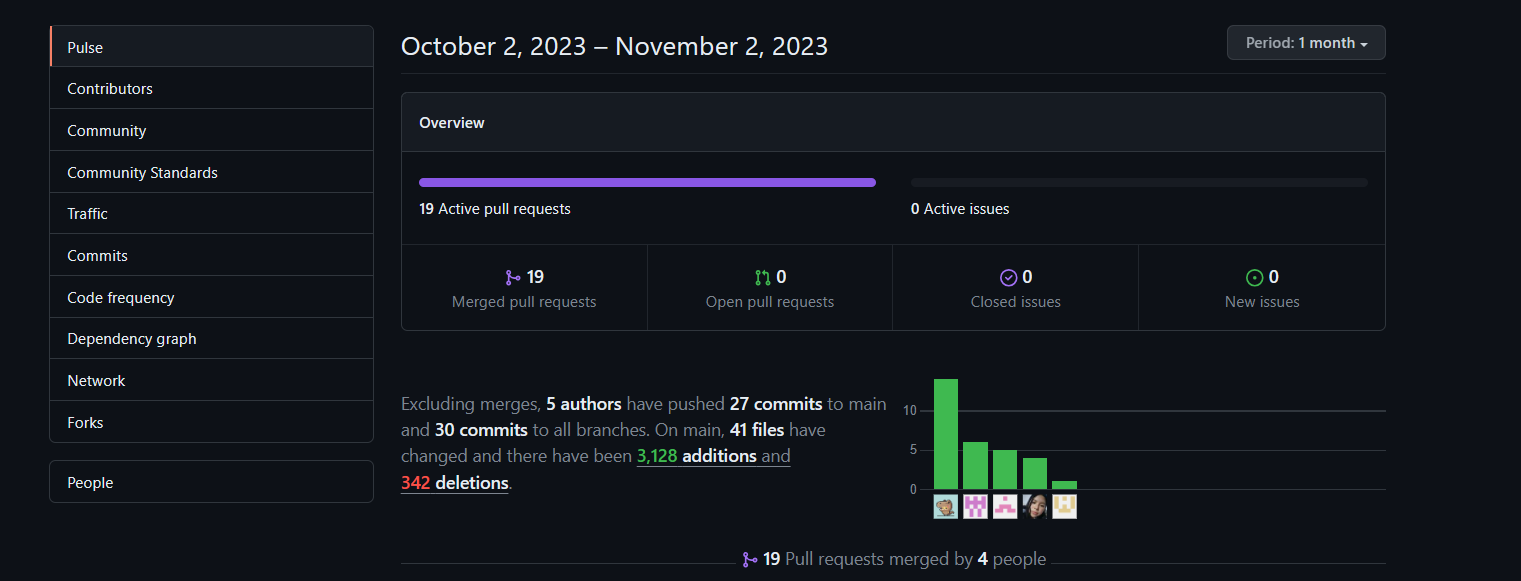 Pulse
Contributors
Community
Community Standards
Traffic
Commits
Code frequency
Dependency graph
Network
Forks
People
October 2, 2023 – November 2, 2023
Period: 1 month
Overview
19 Active pull requests
0 Active issues
19
Merged pull requests
0
Open pull requests
0
Closed issues
0
New issues
Excluding merges, 5 authors have pushed 27 commits to main
and 30 commits to all branches. On main, 41 files have
changed and there have been 3,128 additions and
342 deletions.
10
5
0
19 Pull requests merged by 4 people